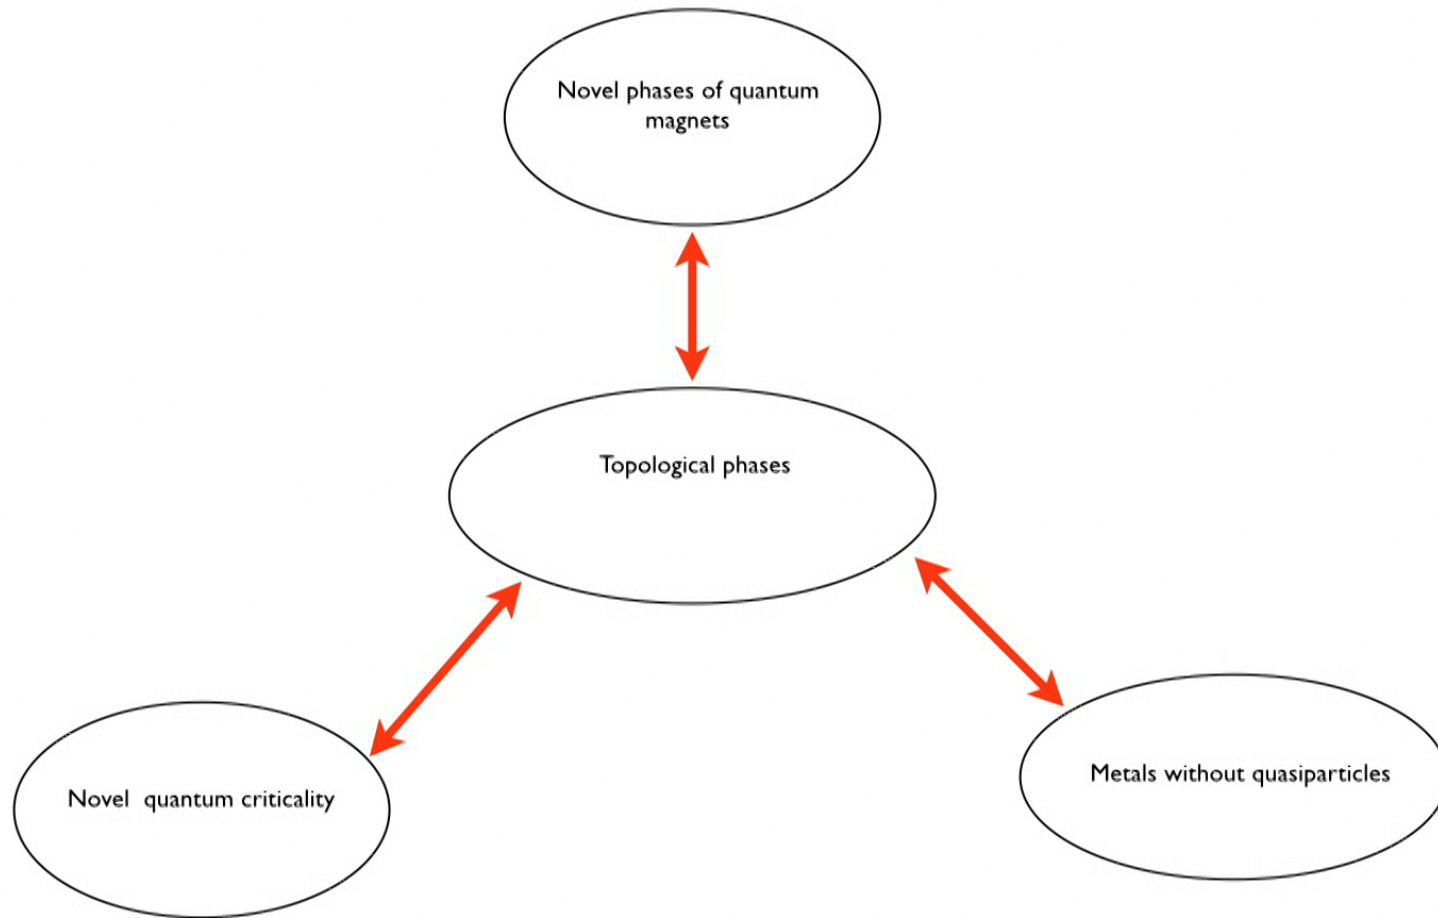 Novel phases of quantum
magnets
Topological phases
Novel quantum criticality
Metals without quasiparticles